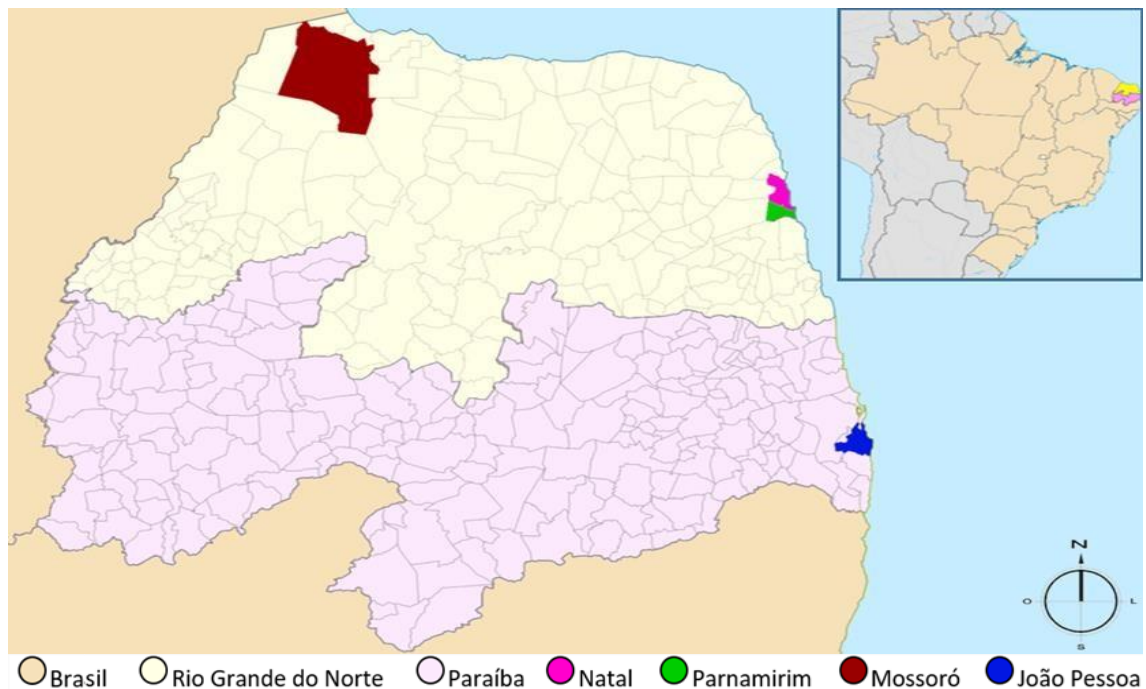 N
O L
S
Brasil Rio Grande do Norte Paraíba Natal Parnamirim Mossoró João Pessoa